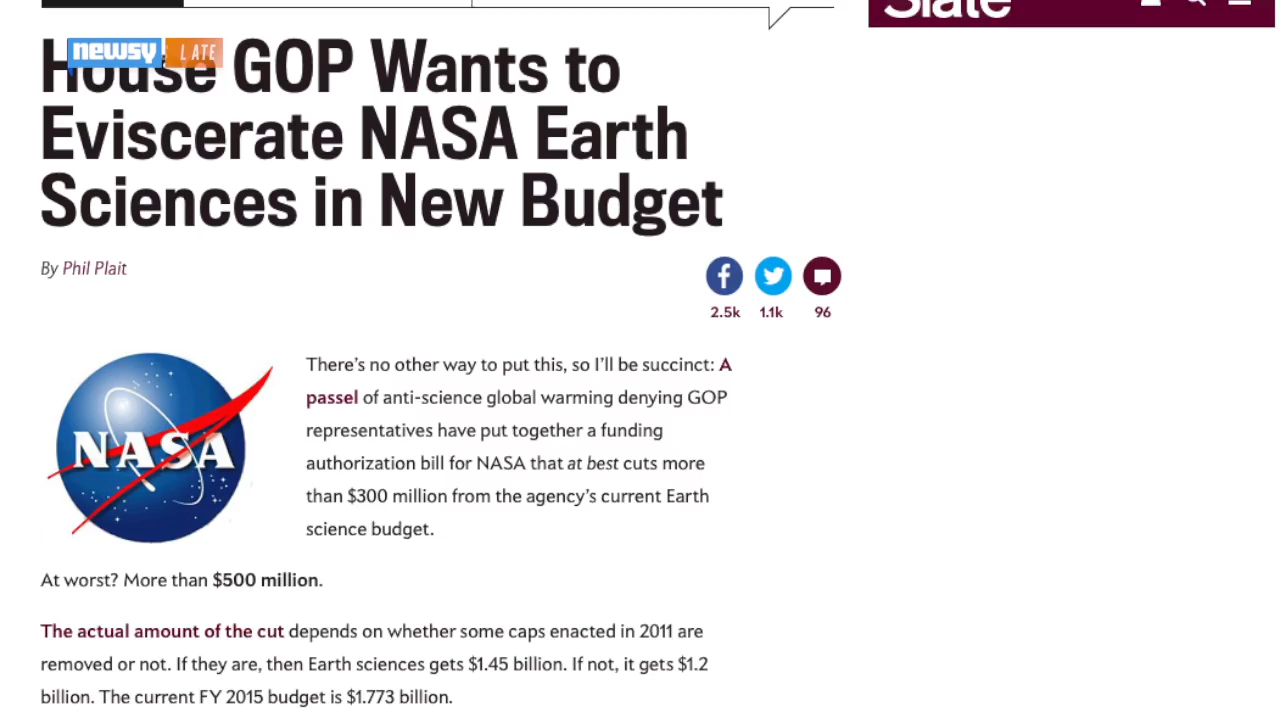 Slate
newsy LATE
House GOP Wants to
Eviscerate NASA Earth
Sciences in New Budget
By Phil Plait
2.5k 1.1k 96
NASA
There's no other way to put this, so I'll be succinct: A
passel of anti-science global warming denying GOP
representatives have put together a funding
authorization bill for NASA that at best cuts more
than $300 million from the agency's current Earth
science budget.
At worst? More than $500 million.
The actual amount of the cut depends on whether some caps enacted in 2011 are
removed or not. If they are, then Earth sciences gets $1.45 billion. If not, it gets $1.2
billion. The current FY 2015 budget is $1.773 billion.